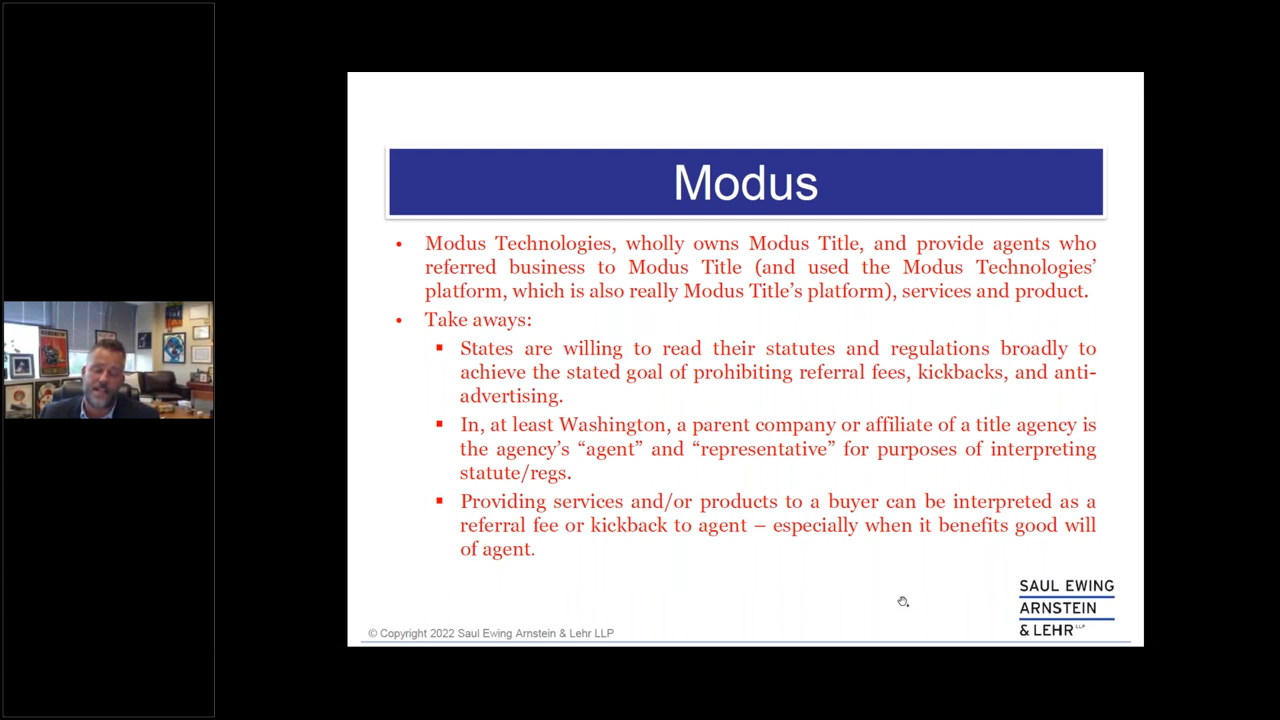 Modus
• Modus Technologies, wholly owns Modus Title, and provide agents who
referred business to Modus Title (and used the Modus Technologies’
platform, which is also really Modus Title’s platform), services and product.
• Take aways:
▪ States are willing to read their statutes and regulations broadly to
achieve the stated goal of prohibiting referral fees, kickbacks, and anti-
advertising.
▪ In, at least Washington, a parent company or affiliate of a title agency is
the agency’s “agent” and “representative” for purposes of interpreting
statute/regs.
▪ Providing services and/or products to a buyer can be interpreted as a
referral fee or kickback to agent – especially when it benefits good will
of agent.
SAUL EWING
ARNSTEIN
& LEHR LLP
© Copyright 2022 Saul Ewing Arnstein & Lehr LLP